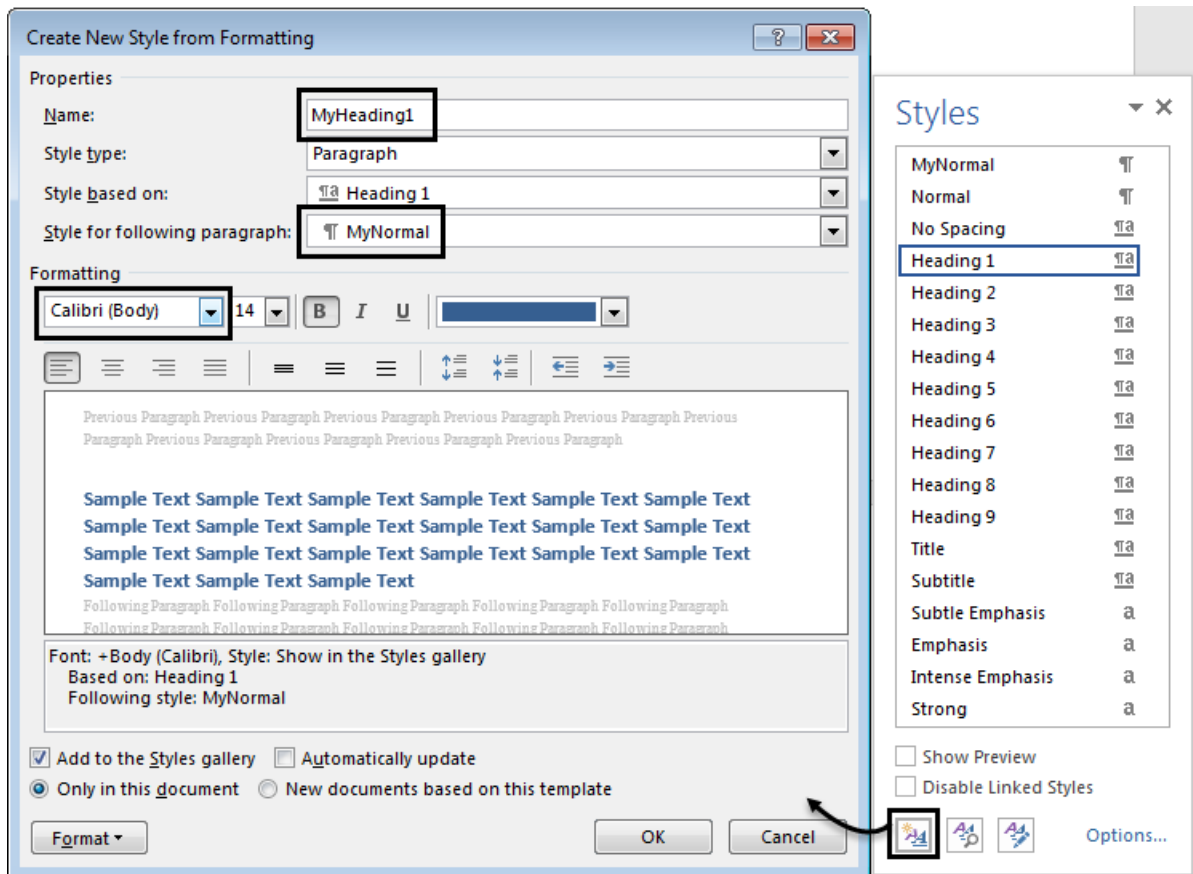 Create New Style from Formatting
Properties
Name: MyHeading1
Style type: Paragraph
Style based on: ¶a Heading 1
Style for following paragraph: ¶ MyNormal
Formatting
Calibri (Body) 14 B I U
Previous Paragraph Previous Paragraph Previous Paragraph Previous Paragraph Previous Paragraph Previous
Paragraph Previous Paragraph Previous Paragraph Previous Paragraph Previous Paragraph
Sample Text Sample Text Sample Text Sample Text Sample Text Sample Text
Sample Text Sample Text Sample Text Sample Text Sample Text Sample Text
Sample Text Sample Text Sample Text Sample Text Sample Text Sample Text
Sample Text Sample Text Sample Text
Following Paragraph Following Paragraph Following Paragraph Following Paragraph Following Paragraph
Following Paragraph Following Paragraph Following Paragraph Following Paragraph Following Paragraph
Font: +Body (Calibri), Style: Show in the Styles gallery
Based on: Heading 1
Following style: MyNormal
Add to the Styles gallery Automatically update
Only in this document New documents based on this template
Format OK Cancel
Styles
MyNormal ¶
Normal ¶
No Spacing ¶a
Heading 1 ¶a
Heading 2 ¶a
Heading 3 ¶a
Heading 4 ¶a
Heading 5 ¶a
Heading 6 ¶a
Heading 7 ¶a
Heading 8 ¶a
Heading 9 ¶a
Title ¶a
Subtitle ¶a
Subtle Emphasis a
Emphasis a
Intense Emphasis a
Strong a
Show Preview
Disable Linked Styles
Options...